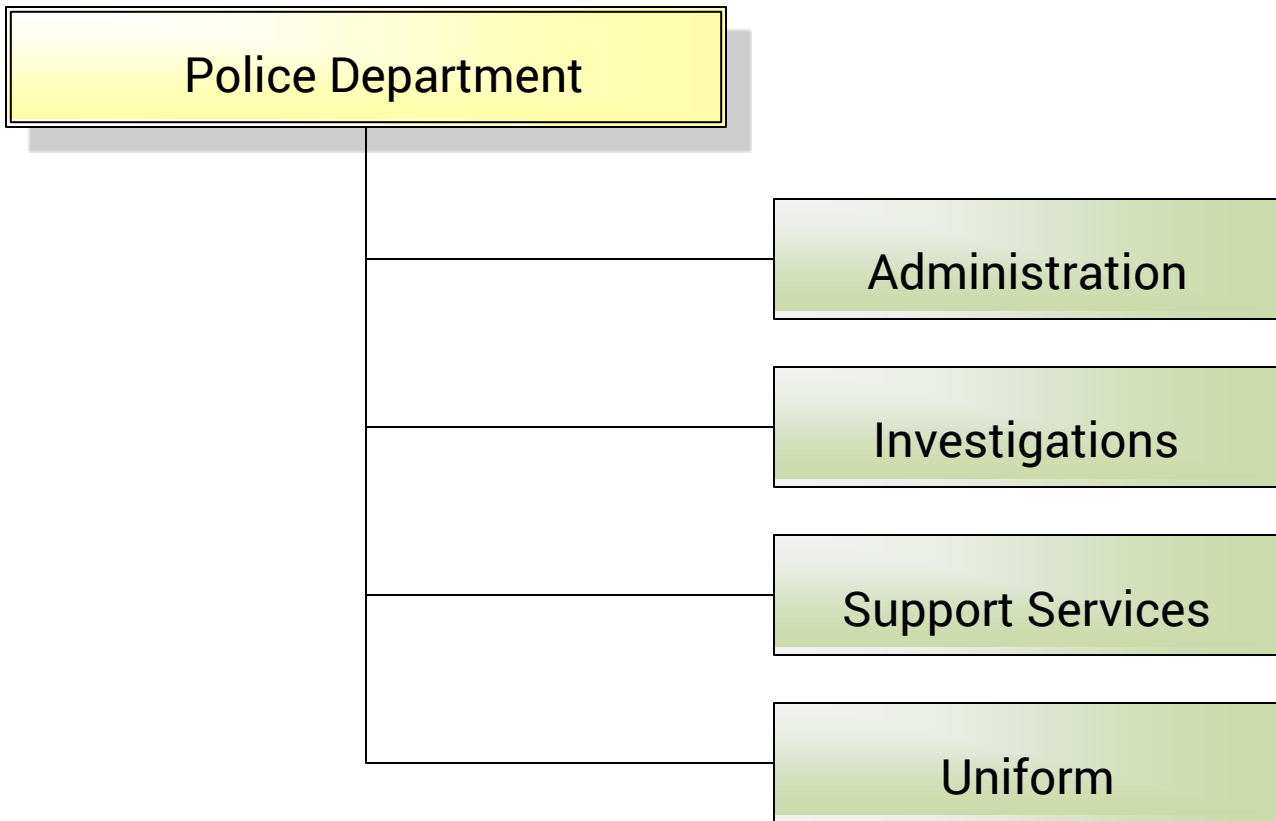 Police Department
Administration
Investigations
Support Services
Uniform